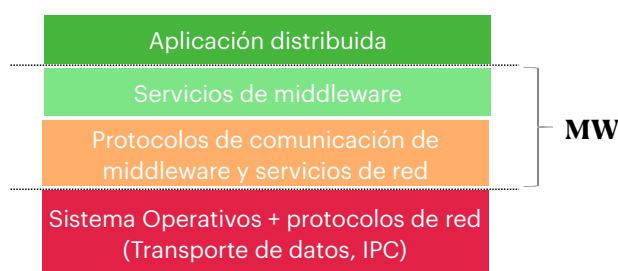 Aplicación distribuida
Servicios de middleware
MW
Protocolos de comunicación de
middleware y servicios de red
Sistema Operativos + protocolos de red
(Transporte de datos, IPC)